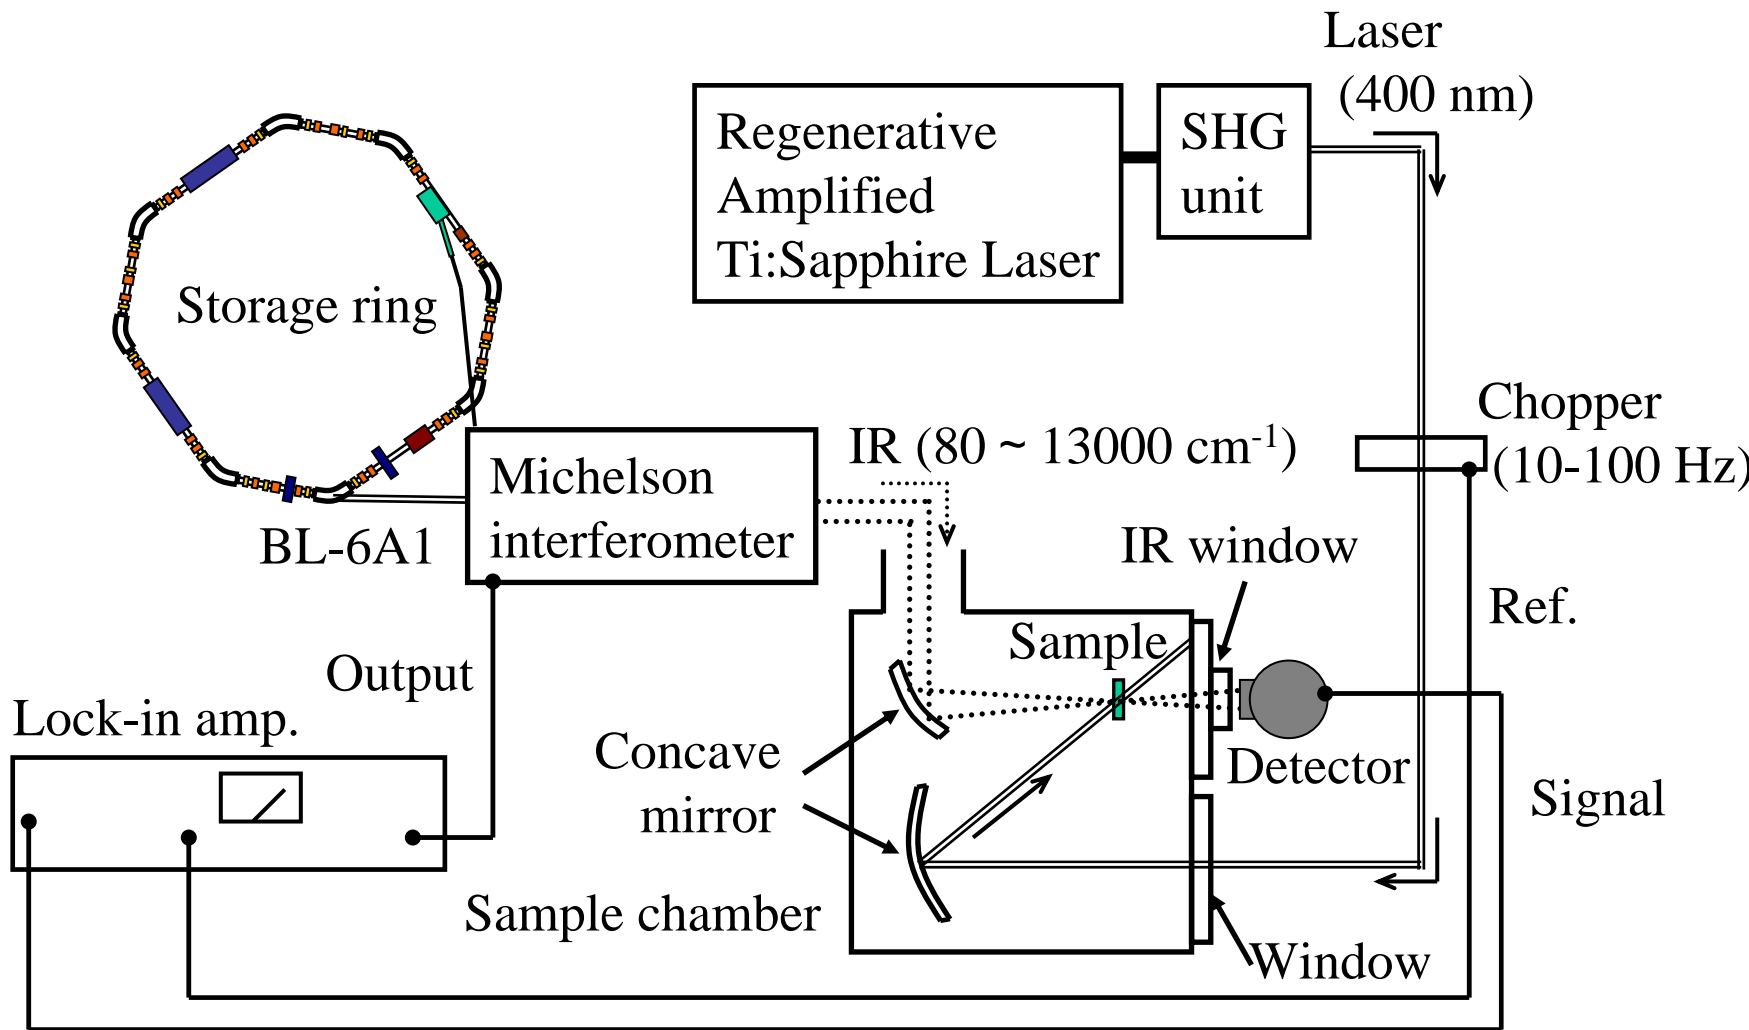 Laser
(400 nm)
Regenerative
Amplified
Ti:Sapphire Laser
SHG
unit
Storage ring
Chopper
(10-100 Hz)
IR (80 ~ 13000 cm⁻¹)
Michelson
interferometer
BL-6A1
IR window
Ref.
Sample
Output
Lock-in amp.
Concave
mirror
Detector
Signal
Sample chamber
Window